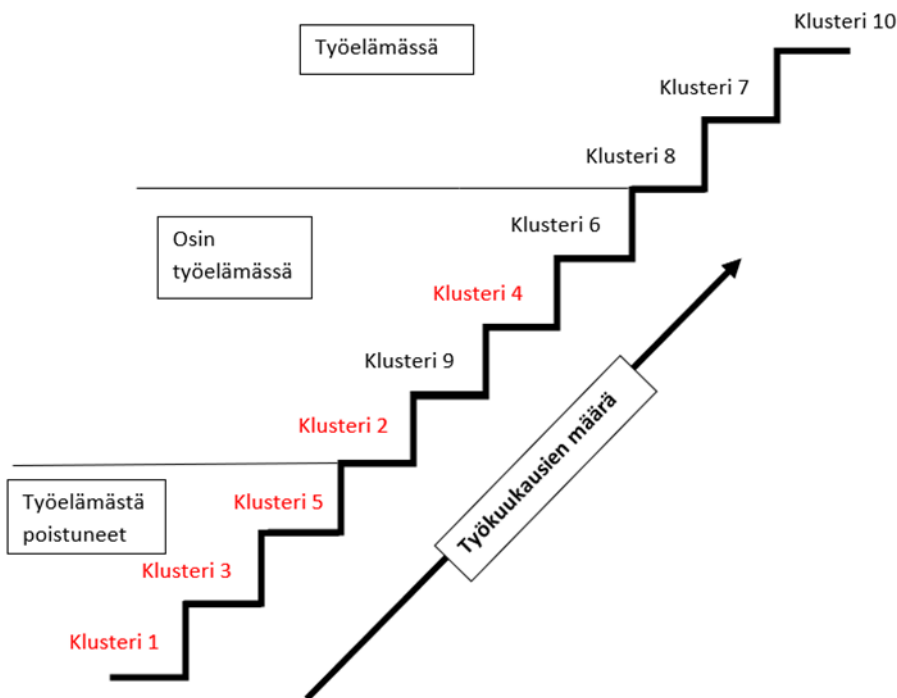 Klusteri 10
Työelämässä
Klusteri 7
Klusteri 8
Osin
työelämässä
Klusteri 6
Klusteri 4
Klusteri 9
Työkuukausien määrä
Klusteri 2
Työelämästä
poistuneet
Klusteri 5
Klusteri 3
Klusteri 1